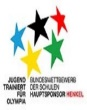 JUGEND BUNDESWETTBEWERB
TRAINIERT DER SCHULEN
FÜR HAUPTSPONSOR HENKEL
OLYMPIA